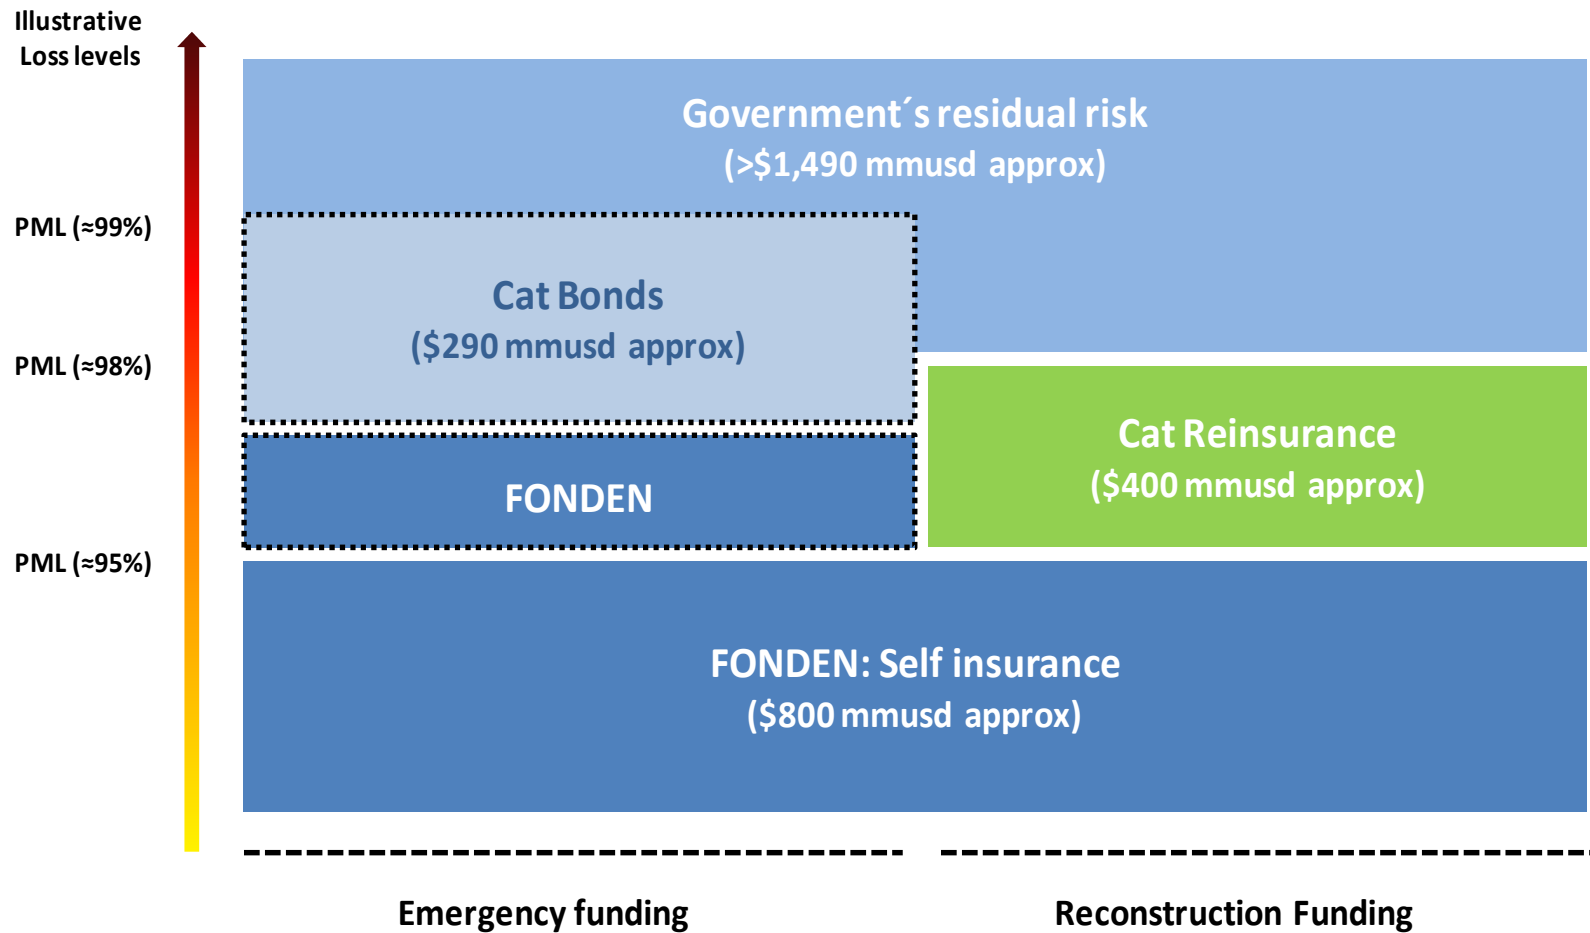 Illustrative
Loss levels
Government´s residual risk
(>$1,490 mmusd approx)
PML (≈99%)
Cat Bonds
($290 mmusd approx)
PML (≈98%)
Cat Reinsurance
($400 mmusd approx)
FONDEN
PML (≈95%)
FONDEN: Self insurance
($800 mmusd approx)
Emergency funding
Reconstruction Funding